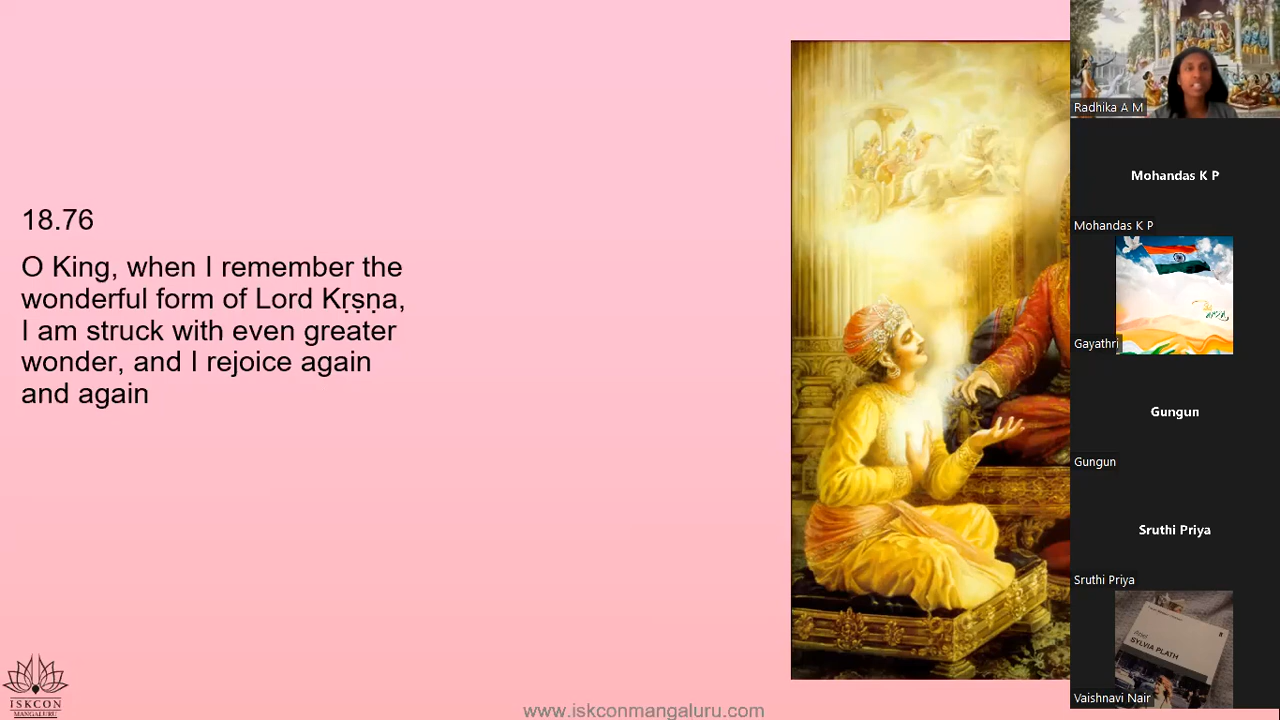 18.76
O King, when I remember the
wonderful form of Lord Kṛṣṇa,
I am struck with even greater
wonder, and I rejoice again
and again
ISKCON
MANGALURU
www.iskconmangaluru.com
Radhika A M
Mohandas K P
Mohandas K P
Gayathri
Gungun
Gungun
Sruthi Priya
Sruthi Priya
Ariel
SYLVIA PLATH
Vaishnavi Nair